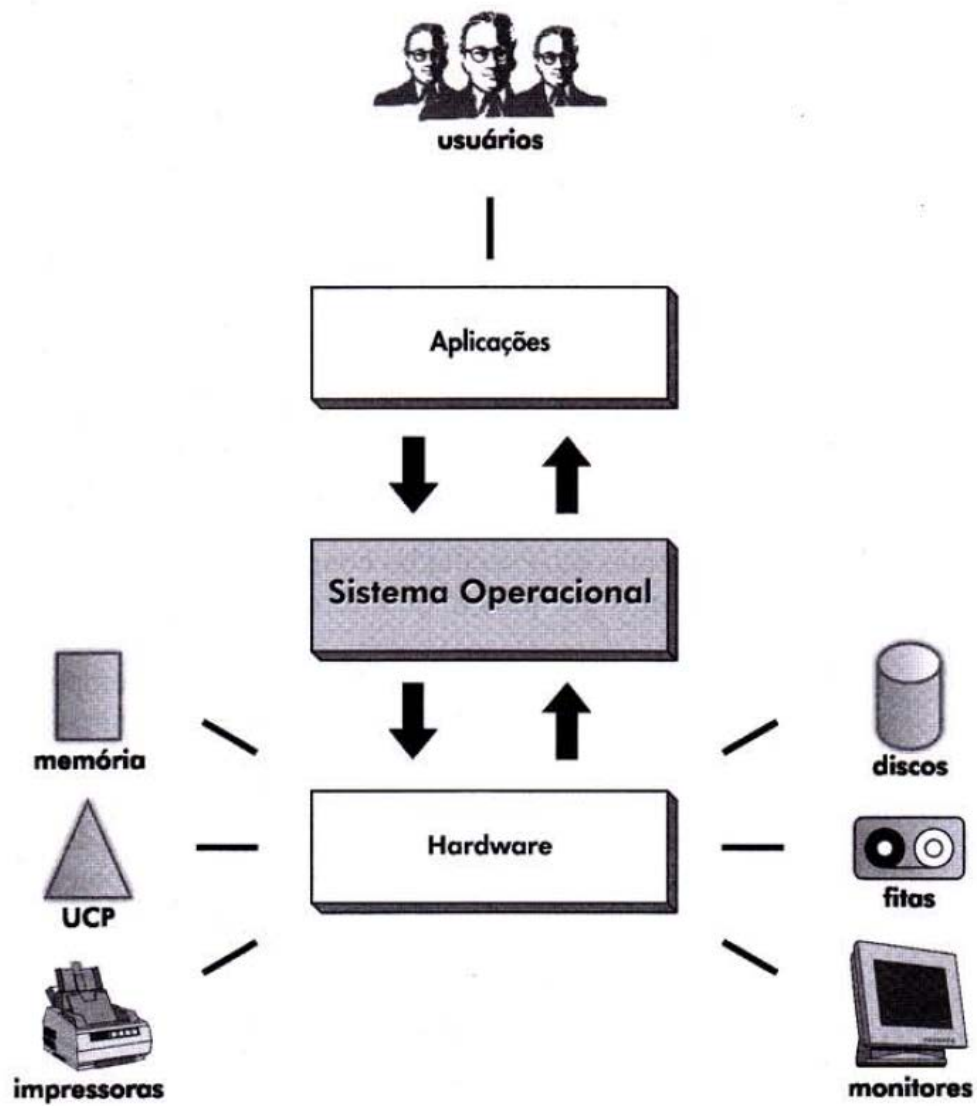 usuários
Aplicações
Sistema Operacional
memória
discos
Hardware
UCP
fitas
impressoras
monitores